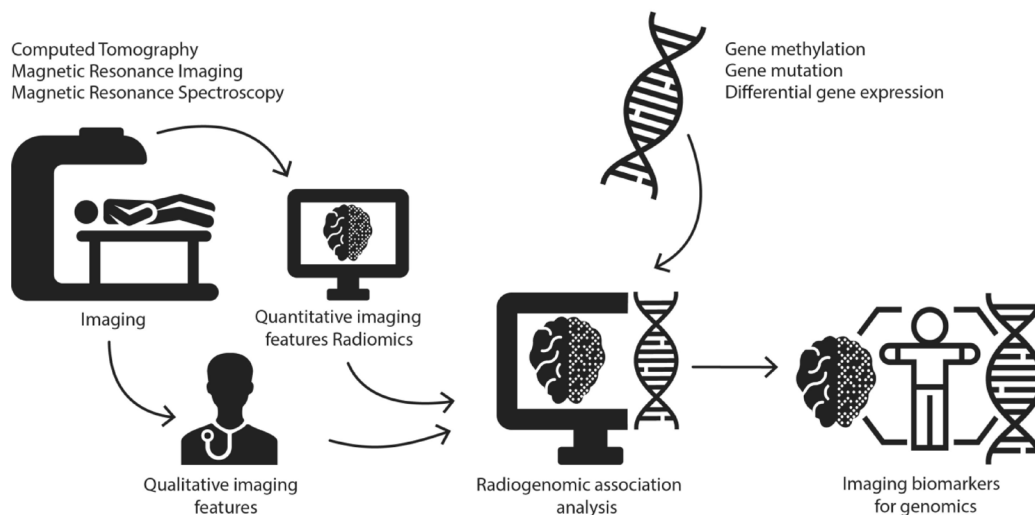 Computed Tomography
Magnetic Resonance Imaging
Magnetic Resonance Spectroscopy
Gene methylation
Gene mutation
Differential gene expression
Imaging
Quantitative imaging
features Radiomics
Qualitative imaging
features
Radiogenomic association
analysis
Imaging biomarkers
for genomics